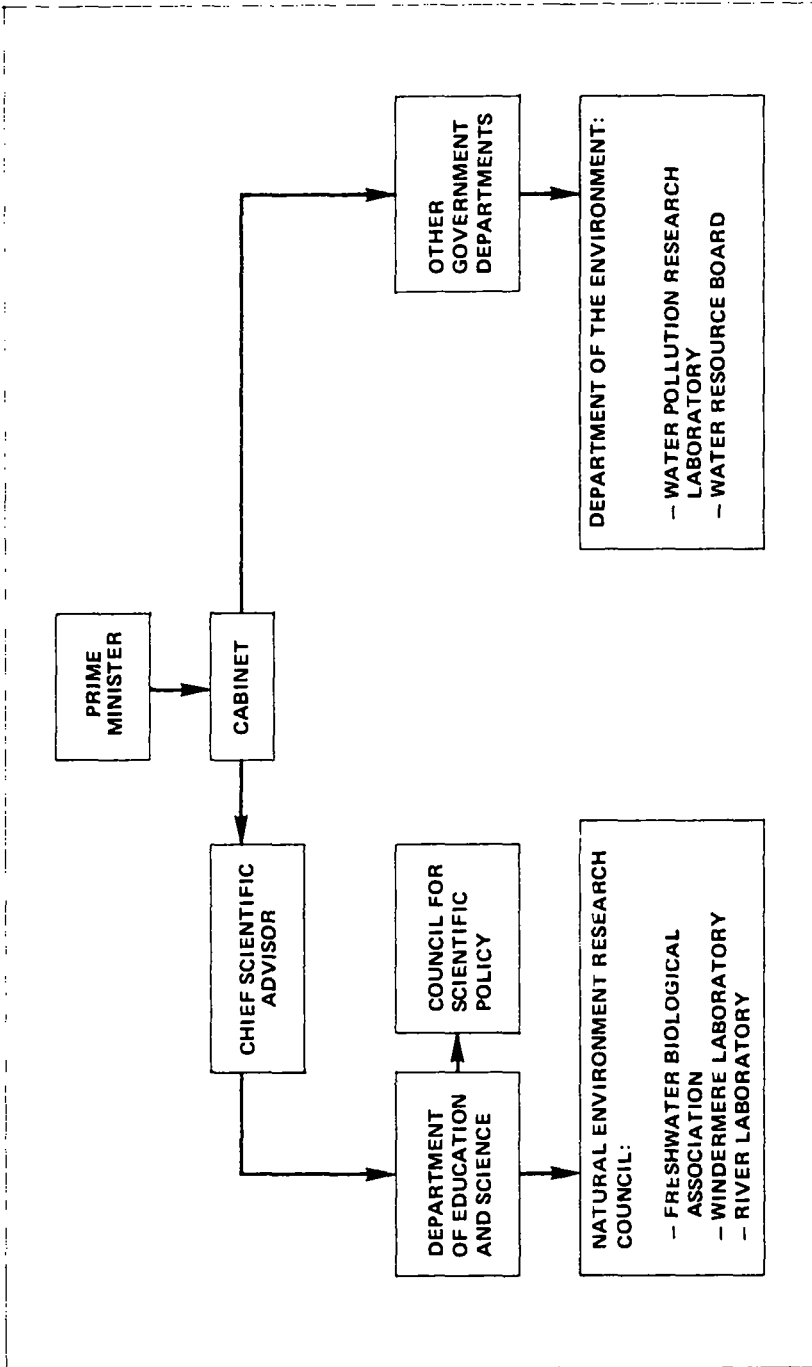 PRIME
MINISTER
CABINET
CHIEF SCIENTIFIC
ADVISOR
DEPARTMENT
OF EDUCATION
AND SCIENCE
COUNCIL FOR
SCIENTIFIC
POLICY
OTHER
GOVERNMENT
DEPARTMENTS
NATURAL ENVIRONMENT RESEARCH
COUNCIL:
– FRESHWATER BIOLOGICAL
ASSOCIATION
– WINDERMERE LABORATORY
– RIVER LABORATORY
DEPARTMENT OF THE ENVIRONMENT:
– WATER POLLUTION RESEARCH
LABORATORY
– WATER RESOURCE BOARD